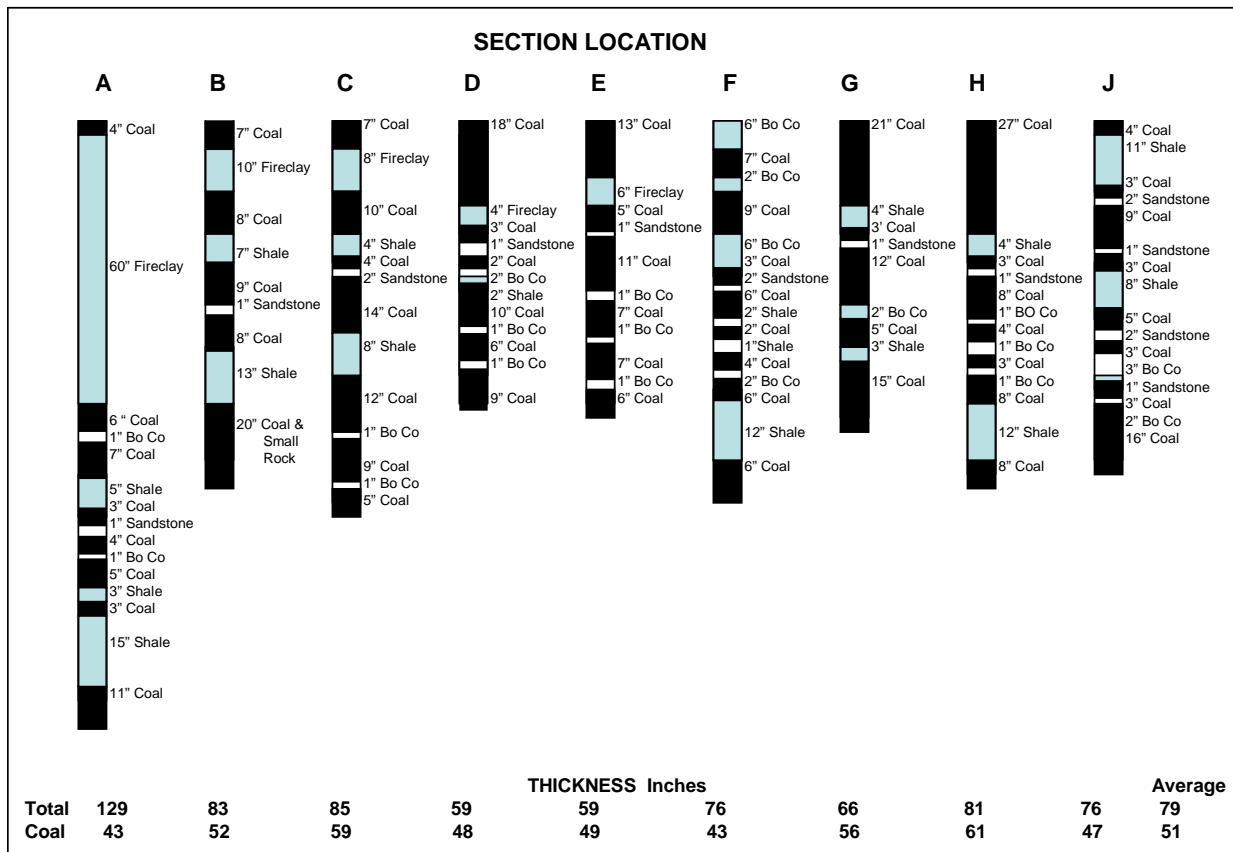 SECTION LOCATION
A B C D E F G H J
4” Coal
60” Fireclay
6 “ Coal
1” Bo Co
7” Coal
5” Shale
3” Coal
1” Sandstone
4” Coal
1” Bo Co
5” Coal
3” Shale
3” Coal
15” Shale
11” Coal
7” Coal
10” Fireclay
8” Coal
7” Shale
9” Coal
1” Sandstone
8” Coal
13” Shale
20” Coal &
Small
Rock
7” Coal
8” Fireclay
10” Coal
4” Shale
4” Coal
2” Sandstone
14” Coal
8” Shale
12” Coal
1” Bo Co
9” Coal
1” Bo Co
5” Coal
18” Coal
4” Fireclay
3” Coal
1” Sandstone
2” Coal
2” Bo Co
2” Shale
10” Coal
1” Bo Co
6” Coal
1” Bo Co
9” Coal
13” Coal
6” Fireclay
5” Coal
1” Sandstone
11” Coal
1” Bo Co
7” Coal
1” Bo Co
7” Coal
1” Bo Co
6” Coal
6” Bo Co
7” Coal
2” Bo Co
9” Coal
6” Bo Co
3” Coal
2” Sandstone
6” Coal
2” Shale
2” Coal
1”Shale
4” Coal
2” Bo Co
6” Coal
12” Shale
6” Coal
21” Coal
4” Shale
3’ Coal
1” Sandstone
12” Coal
2” Bo Co
5” Coal
3” Shale
15” Coal
27” Coal
4” Shale
3” Coal
1” Sandstone
8” Coal
1” BO Co
4” Coal
1” Bo Co
3” Coal
1” Bo Co
8” Coal
12” Shale
8” Coal
4” Coal
11” Shale
3” Coal
2” Sandstone
9” Coal
1” Sandstone
3” Coal
8” Shale
5” Coal
2” Sandstone
3” Coal
3” Bo Co
1” Sandstone
3” Coal
2” Bo Co
16” Coal
THICKNESS Inches Average
Total 129 83 85 59 59 76 66 81 76 79
Coal 43 52 59 48 49 43 56 61 47 51